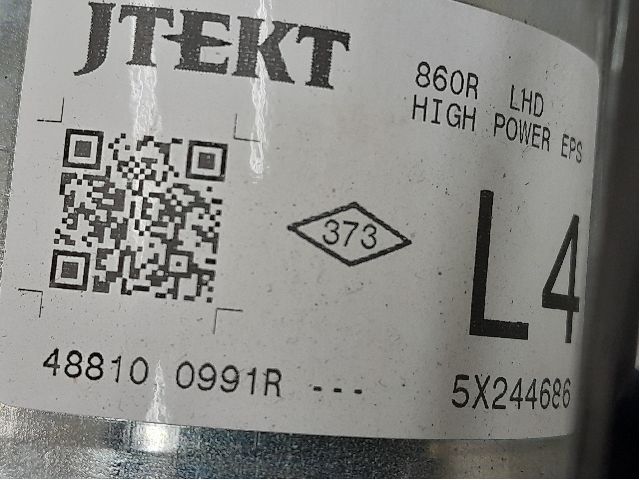 JTEKT
860R LHD
HIGH POWER EPS
373
L4
48810 0991R ---
5X244686